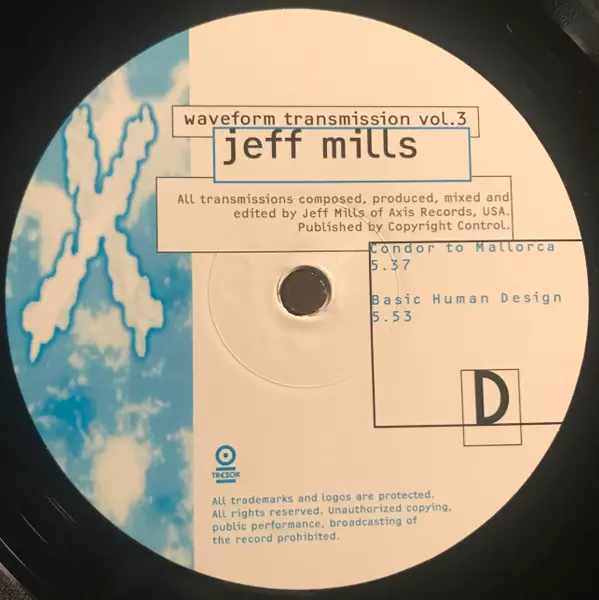 waveform transmission vol.3
jeff mills
All transmissions composed, produced, mixed and
edited by Jeff Mills of Axis Records, USA.
Published by Copyright Control.
Condor to Mallorca
5.37
Basic Human Design
5.53
D
TRESOR
All trademarks and logos are protected.
All rights reserved. Unauthorized copying,
public performance, broadcasting of
the record prohibited.